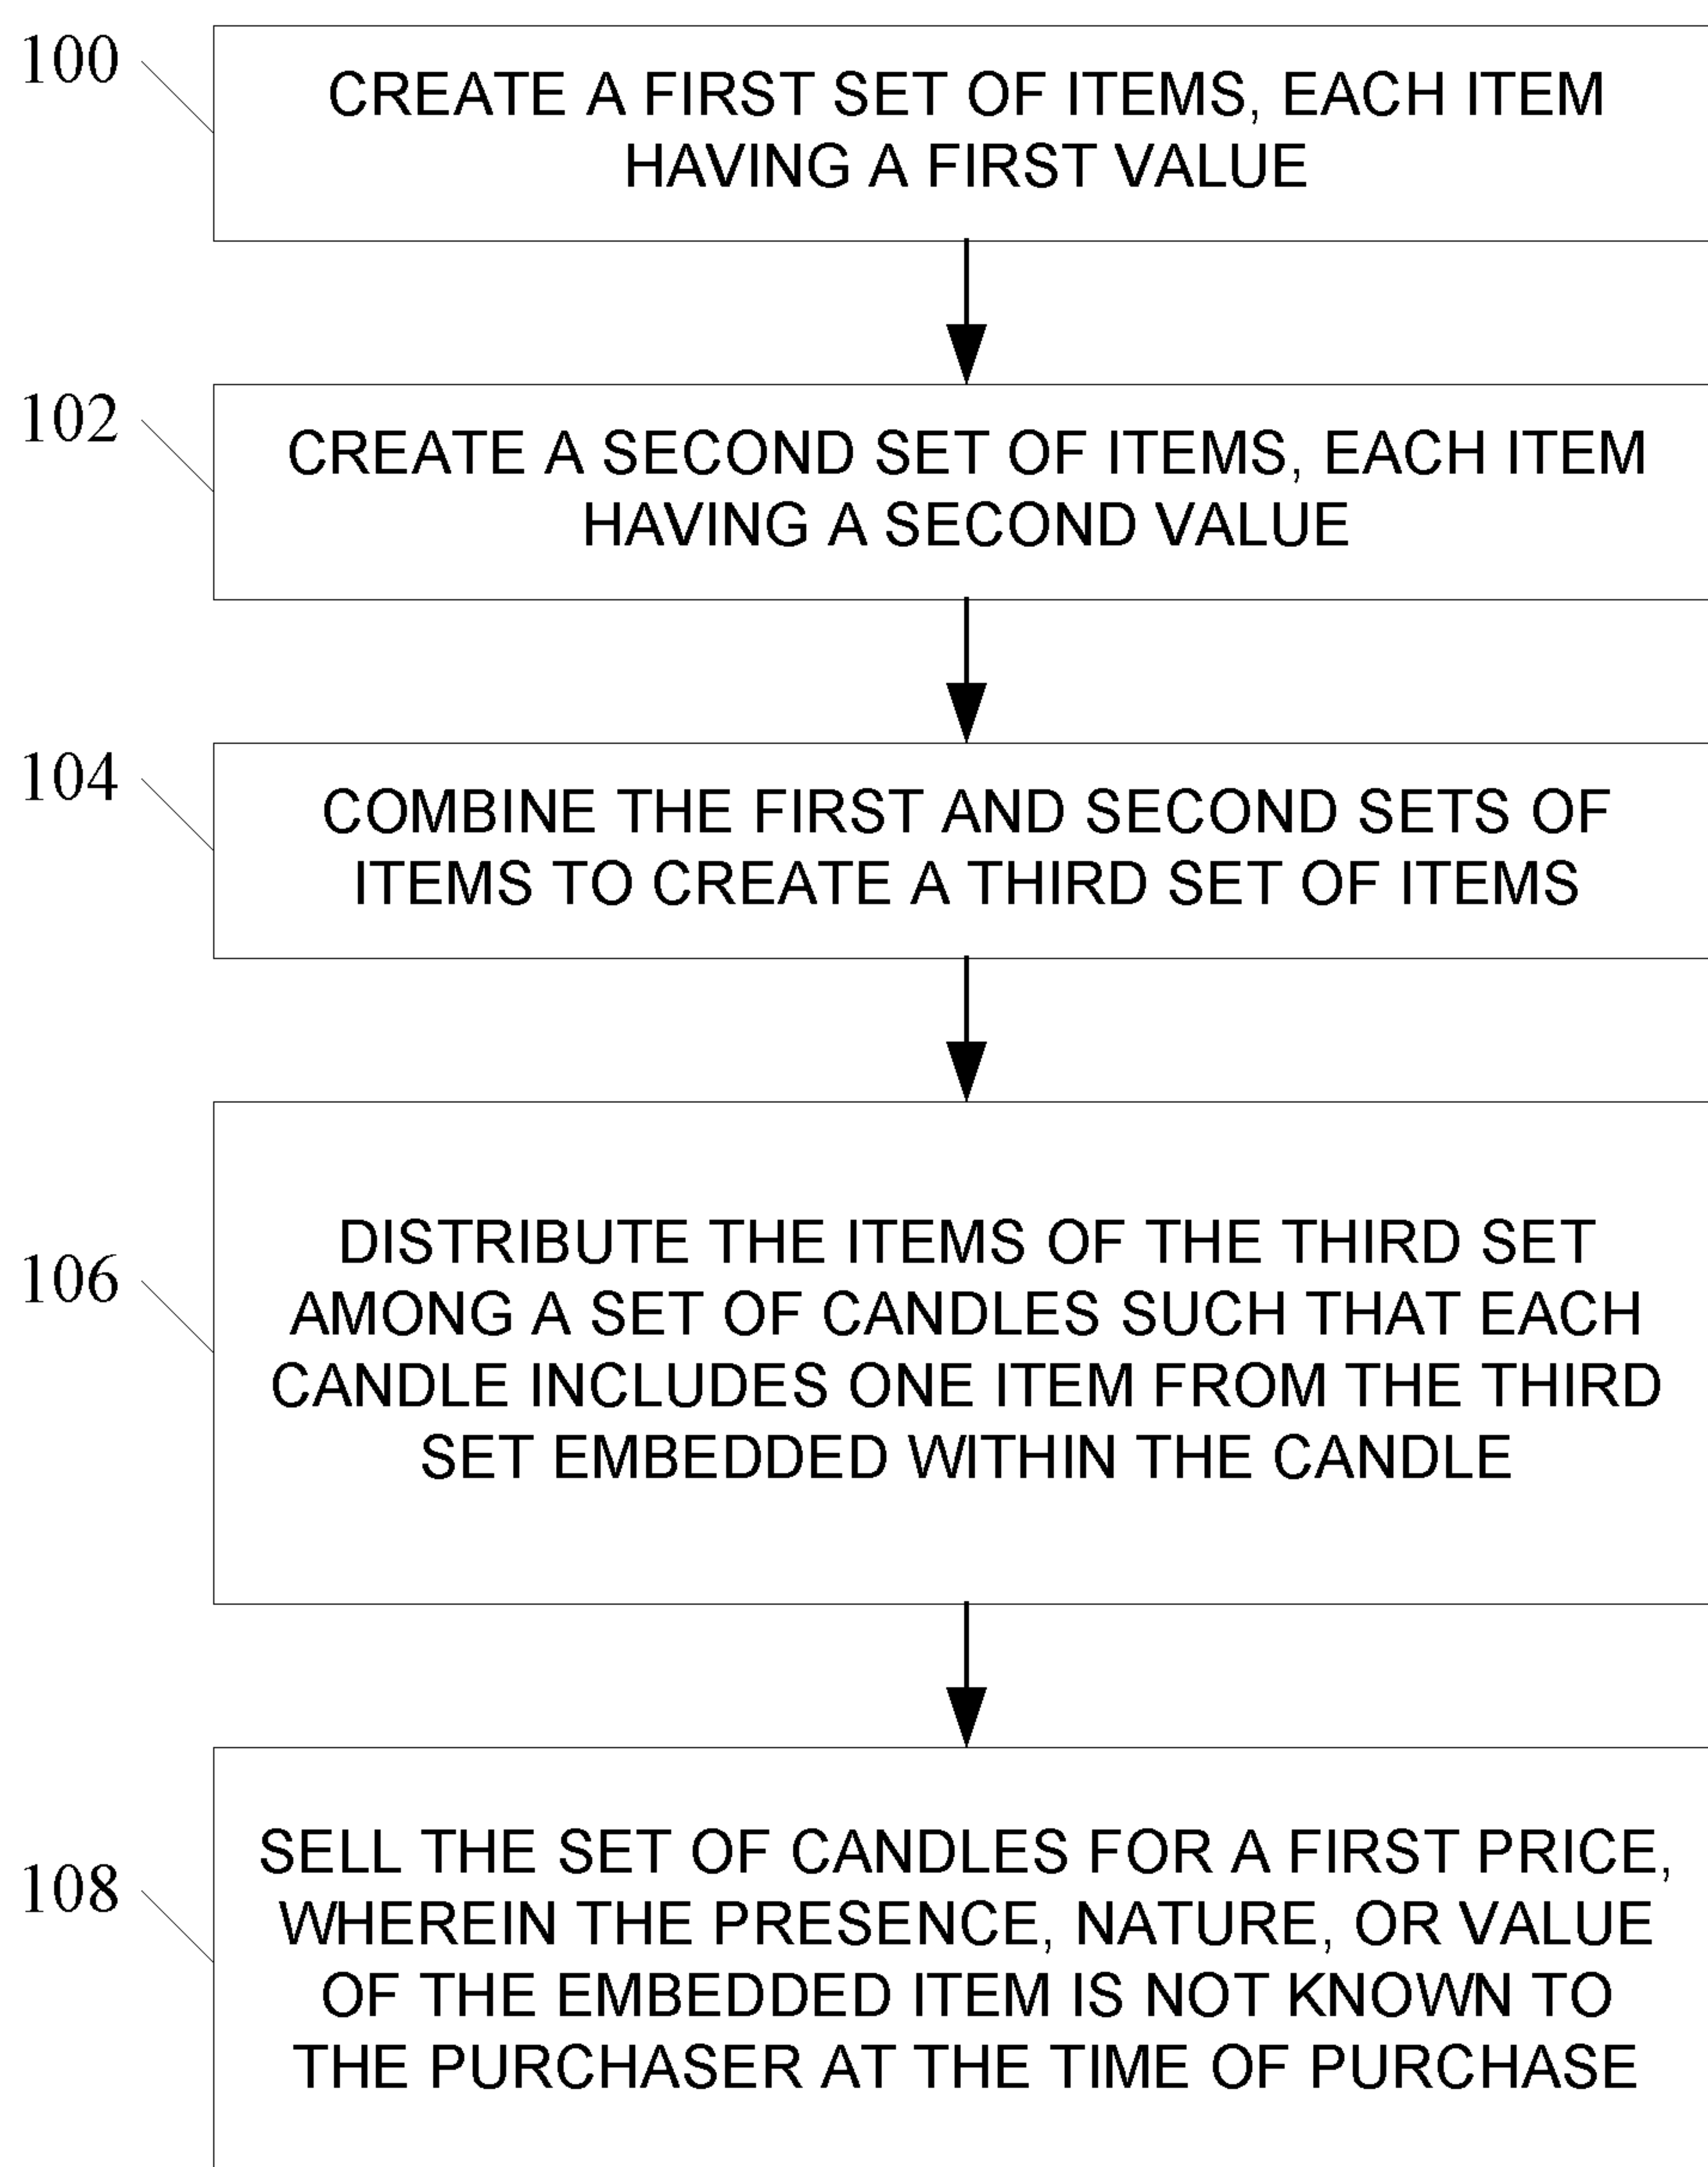 100
CREATE A FIRST SET OF ITEMS, EACH ITEM
HAVING A FIRST VALUE
102
CREATE A SECOND SET OF ITEMS, EACH ITEM
HAVING A SECOND VALUE
104
COMBINE THE FIRST AND SECOND SETS OF
ITEMS TO CREATE A THIRD SET OF ITEMS
106
DISTRIBUTE THE ITEMS OF THE THIRD SET
AMONG A SET OF CANDLES SUCH THAT EACH
CANDLE INCLUDES ONE ITEM FROM THE THIRD
SET EMBEDDED WITHIN THE CANDLE
108
SELL THE SET OF CANDLES FOR A FIRST PRICE,
WHEREIN THE PRESENCE, NATURE, OR VALUE
OF THE EMBEDDED ITEM IS NOT KNOWN TO
THE PURCHASER AT THE TIME OF PURCHASE